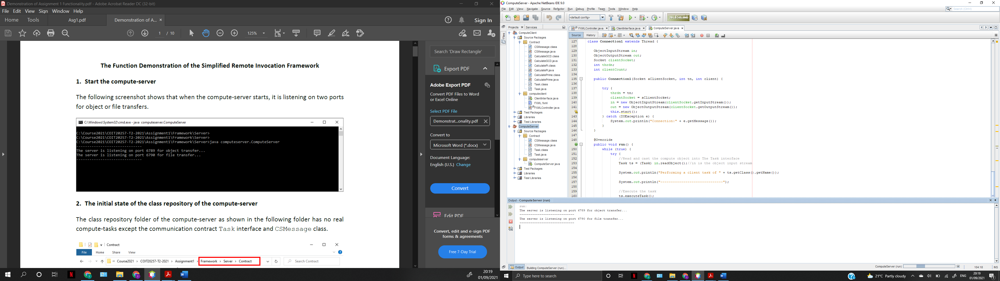 Demonstration of Assignment 1 Functionality.pdf - Adobe Acrobat Reader DC (32-bit)
File Edit View Sign Window Help
Home Tools Asg1.pdf Demonstration of A... × Sign In
1 / 10 125%
The Function Demonstration of the Simplified Remote Invocation Framework
1. Start the compute-server
The following screenshot shows that when the compute-server starts, it is listening on two ports
for object or file transfers.
C:\Windows\System32\cmd.exe - java computeserver.ComputeServer
C:\Course2021\COIT20257-T2-2021\Assignment1\Framework\Server>
C:\Course2021\COIT20257-T2-2021\Assignment1\Framework\Server>
C:\Course2021\COIT20257-T2-2021\Assignment1\Framework\Server>java computeserver.ComputeServer
------------------------------
The server is listening on port 6789 for object transfer...
The server is listening on port 6790 for file transfer...
------------------------------
2. The initial state of the class repository of the compute-server
The class repository folder of the compute-server as shown in the following folder has no real
compute-tasks except the communication contract Task interface and CSMessage class.
Contract
File Home Share View
« Course2021 > COIT20257-T2-2021 > Assignment1 > Framework > Server > Contract Search Contract
Search 'Draw Rectangle'
Export PDF
Adobe Export PDF
Convert PDF Files to Word
or Excel Online
Select PDF File
Demonstrat...onality.pdf
Convert to
Microsoft Word (*.docx)
Document Language:
English (U.S.) Change
Convert
Edit PDF
Convert, edit and e-sign PDF
forms & agreements
Free 7-Day Trial
20:19
01/09/2021
ComputeServer - Apache NetBeans IDE 9.0
File Edit View Navigate Source Refactor Run Debug Profile Team Tools Window Help
Search (Ctrl+I)
<default config> 291.0/349.0MB
Projects Services
Files
ComputeClient
Source Packages
Contract
CSMessage.class
CSMessage.java
CalculateGCD.class
CalculateGCD.java
CalculatePi.class
CalculatePi.java
CalculatePrime.class
CalculatePrime.java
Task.class
Task.java
computeclient
ClientInterface.java
FXML.fxml
FXMLController.java
Test Packages
Libraries
Test Libraries
ComputeServer
Source Packages
Contract
CSMessage.class
CSMessage.java
Task.class
Task.java
computeserver
ComputeServer.java
Test Packages
Libraries
Test Libraries
FXMLController.java ClientInterface.java ComputeServer.java
Source History
127 class Connection1 extends Thread {
128
129 ObjectInputStream in;
130 ObjectOutputStream out;
131 Socket clientSocket;
132 int thrdn;
133 int clientCount;
134
135 public Connection1(Socket aClientSocket, int tn, int client) {
136
137 try {
138 thrdn = tn;
139 clientSocket = aClientSocket;
140 in = new ObjectInputStream(clientSocket.getInputStream());
141 out = new ObjectOutputStream(clientSocket.getOutputStream());
this.start();
143 } catch (IOException e) {
144 System.out.println("Connection:" + e.getMessage());
145 }
146 }
147
148 @Override
public void run() {
150 while (true) {
151 try {
152 //Read and cast the compute object into The Task interface
153 Task ts = (Task) in.readObject();//in is the object input stream
154
155 System.out.println("Performing a client task of " + ts.getClass().getName());
156
157 System.out.println("------------------------------");
158
159 //Execute the task
160 ts.executeTask();
Output - ComputeServer (run)
run:
The server is listening on port 6789 for object transfer...
------------------------------
The server is listening on port 6790 for file transfer...
------------------------------
Output Building ComputeServer (run)...
ComputeServer (run) 104:18 INS
Type here to search
21°C Partly cloudy ENG 20:19
01/09/2021